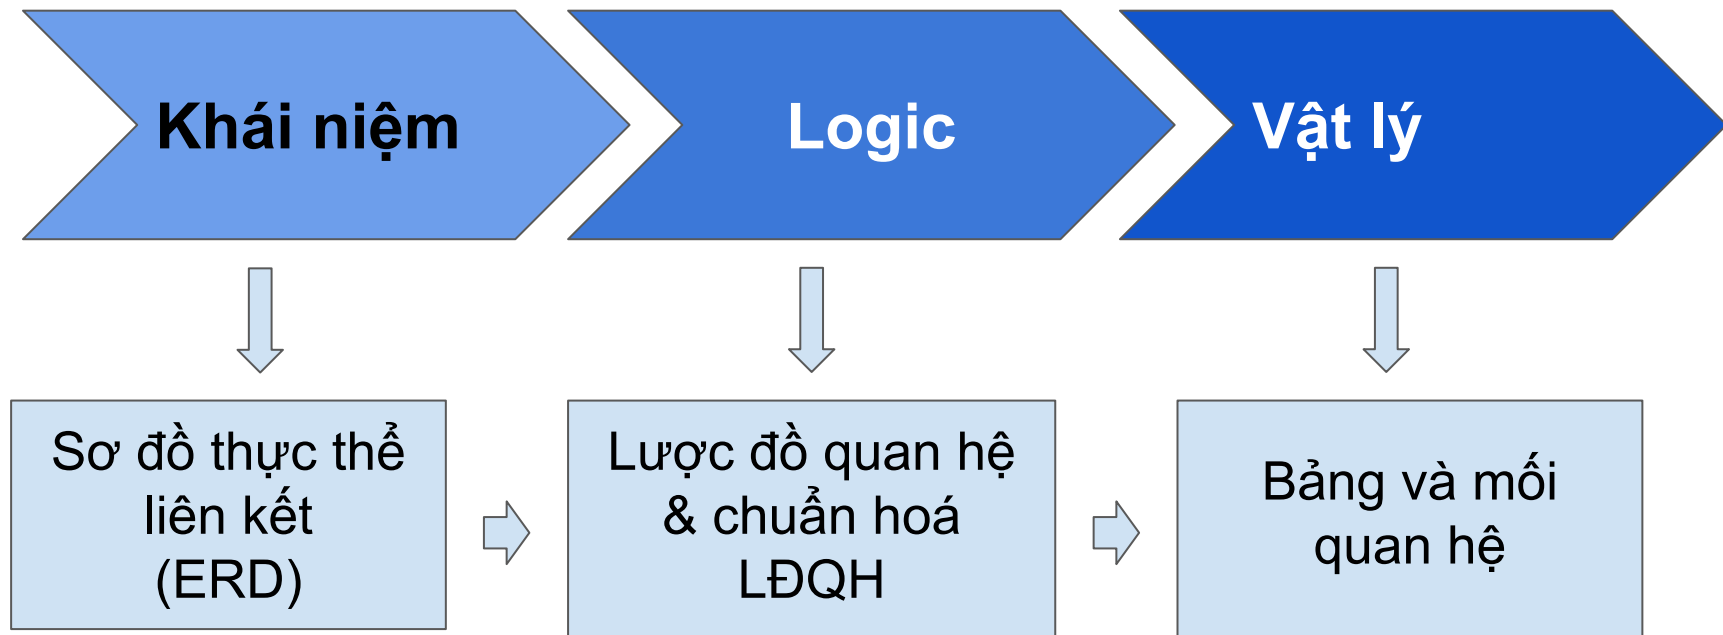 Khái niệm
Logic
Vật lý
Sơ đồ thực thể
liên kết
(ERD)
Lược đồ quan hệ
& chuẩn hoá
LĐQH
Bảng và mối
quan hệ